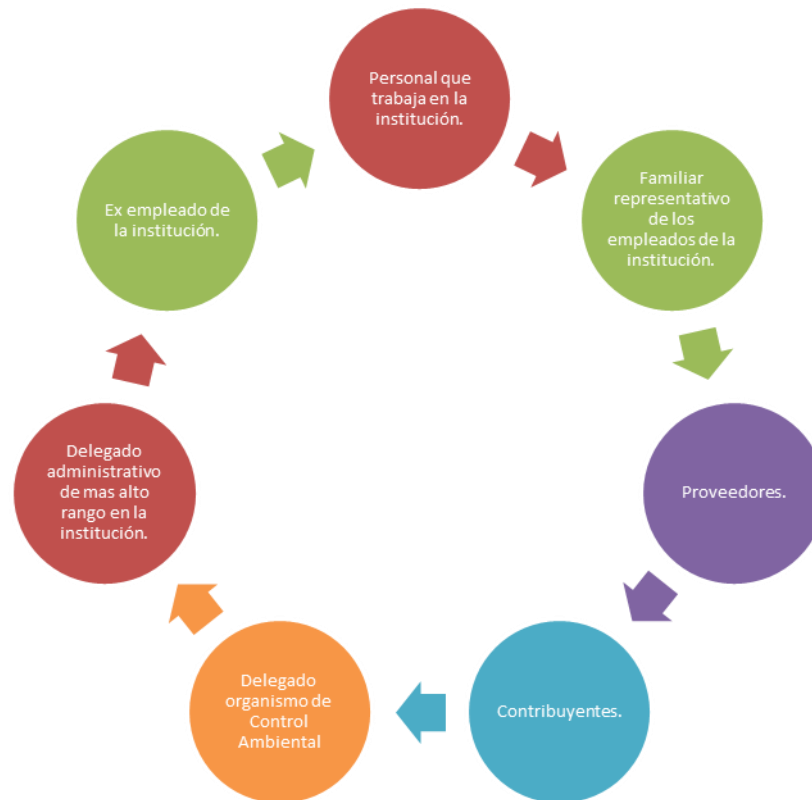 Personal que
trabaja en la
institución.
Familiar
representativo
de los
empleados de la
institución.
Proveedores.
Contribuyentes.
Delegado
organismo de
Control
Ambiental
Delegado
administrativo
de mas alto
rango en la
institución.
Ex empleado de
la institución.